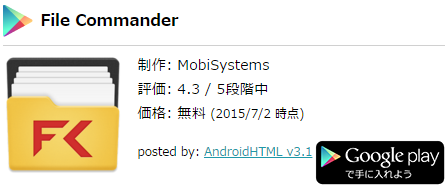 File Commander
制作: MobiSystems
評価: 4.3 / 5段階中
価格: 無料 (2015/7/2 時点)
posted by: AndroidHTML v3.1
FC
Google play
で手に入れよう